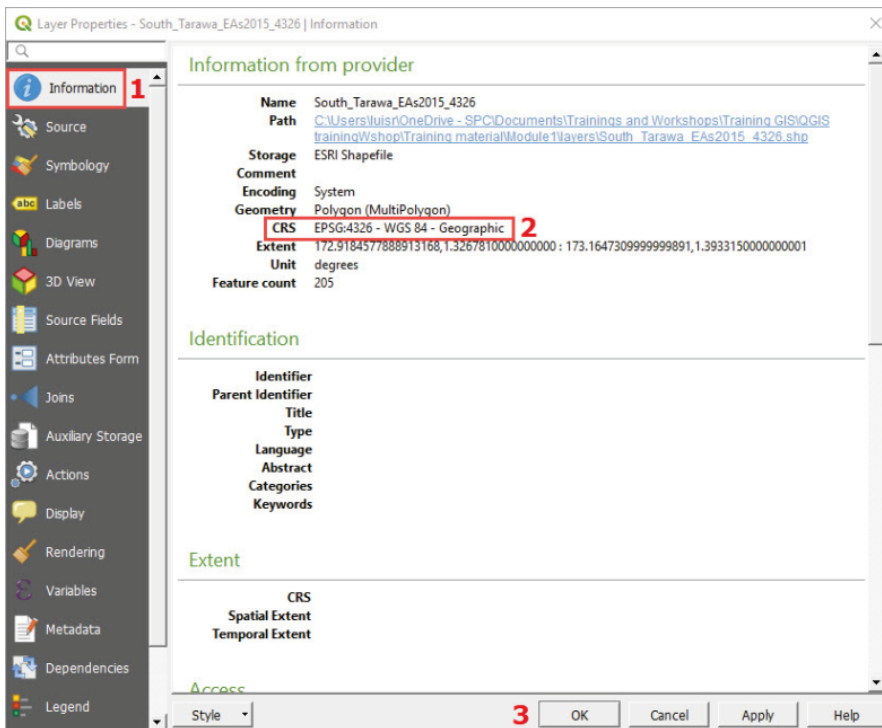 Layer Properties - South_Tarawa_EAs2015_4326 | Information
Information 1
Source
Symbology
abc Labels
Diagrams
3D View
Source Fields
Attributes Form
Joins
Auxiliary Storage
Actions
Display
Rendering
Variables
Metadata
Dependencies
Legend
Information from provider
Name South_Tarawa_EAs2015_4326
Path C:\Users\luisr\OneDrive - SPC\Documents\Trainings and Workshops\Training GIS\QGIS
trainingWshop\Training material\Module1\layers\South_Tarawa_EAs2015_4326.shp
Storage ESRI Shapefile
Comment
Encoding System
Geometry Polygon (MultiPolygon)
CRS EPSG:4326 - WGS 84 - Geographic 2
Extent 172.9184577888913168,1.3267810000000000 : 173.1647309999999891,1.3933150000000001
Unit degrees
Feature count 205
Identification
Identifier
Parent Identifier
Title
Type
Language
Abstract
Categories
Keywords
Extent
CRS
Spatial Extent
Temporal Extent
Access
Style 3 OK Cancel Apply Help